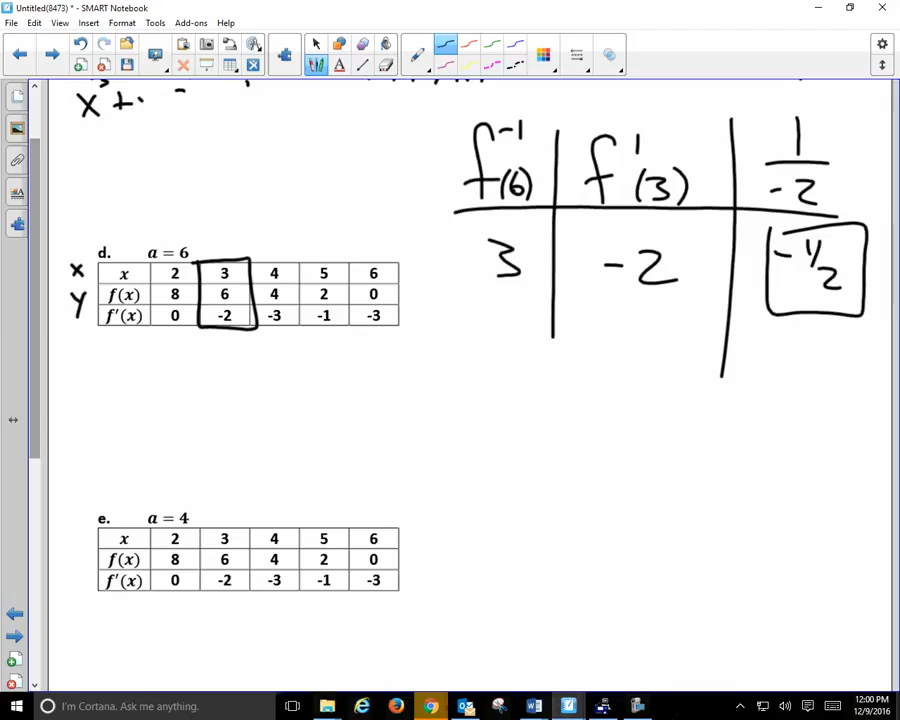 Untitled(8473) * - SMART Notebook
File Edit View Insert Format Tools Add-ons Help
f⁻¹(6) f'(3) 1/-2
3 -2 -1/2
d. a = 6
x x 2 3 4 5 6
y f(x) 8 6 4 2 0
f'(x) 0 -2 -3 -1 -3
e. a = 4
x 2 3 4 5 6
f(x) 8 6 4 2 0
f'(x) 0 -2 -3 -1 -3
I'm Cortana. Ask me anything.
12:00 PM
12/9/2016